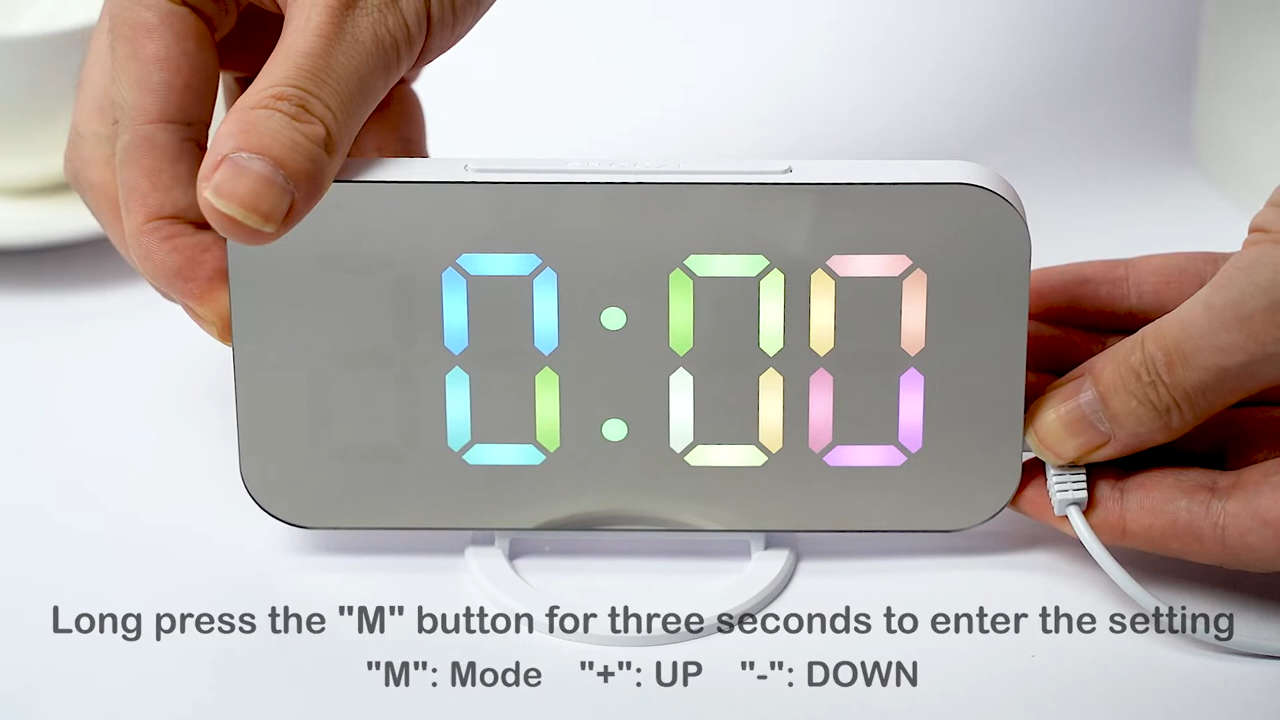 0:00
Long press the "M" button for three seconds to enter the setting
"M": Mode "+": UP "-": DOWN